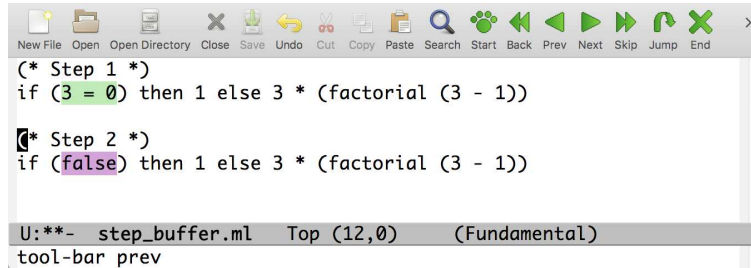 New File Open Open Directory Close Save Undo Cut Copy Paste Search Start Back Prev Next Skip Jump End
(* Step 1 *)
if (3 = 0) then 1 else 3 * (factorial (3 - 1))
(* Step 2 *)
if (false) then 1 else 3 * (factorial (3 - 1))
U:**-  step_buffer.ml   Top (12,0)     (Fundamental)
tool-bar prev